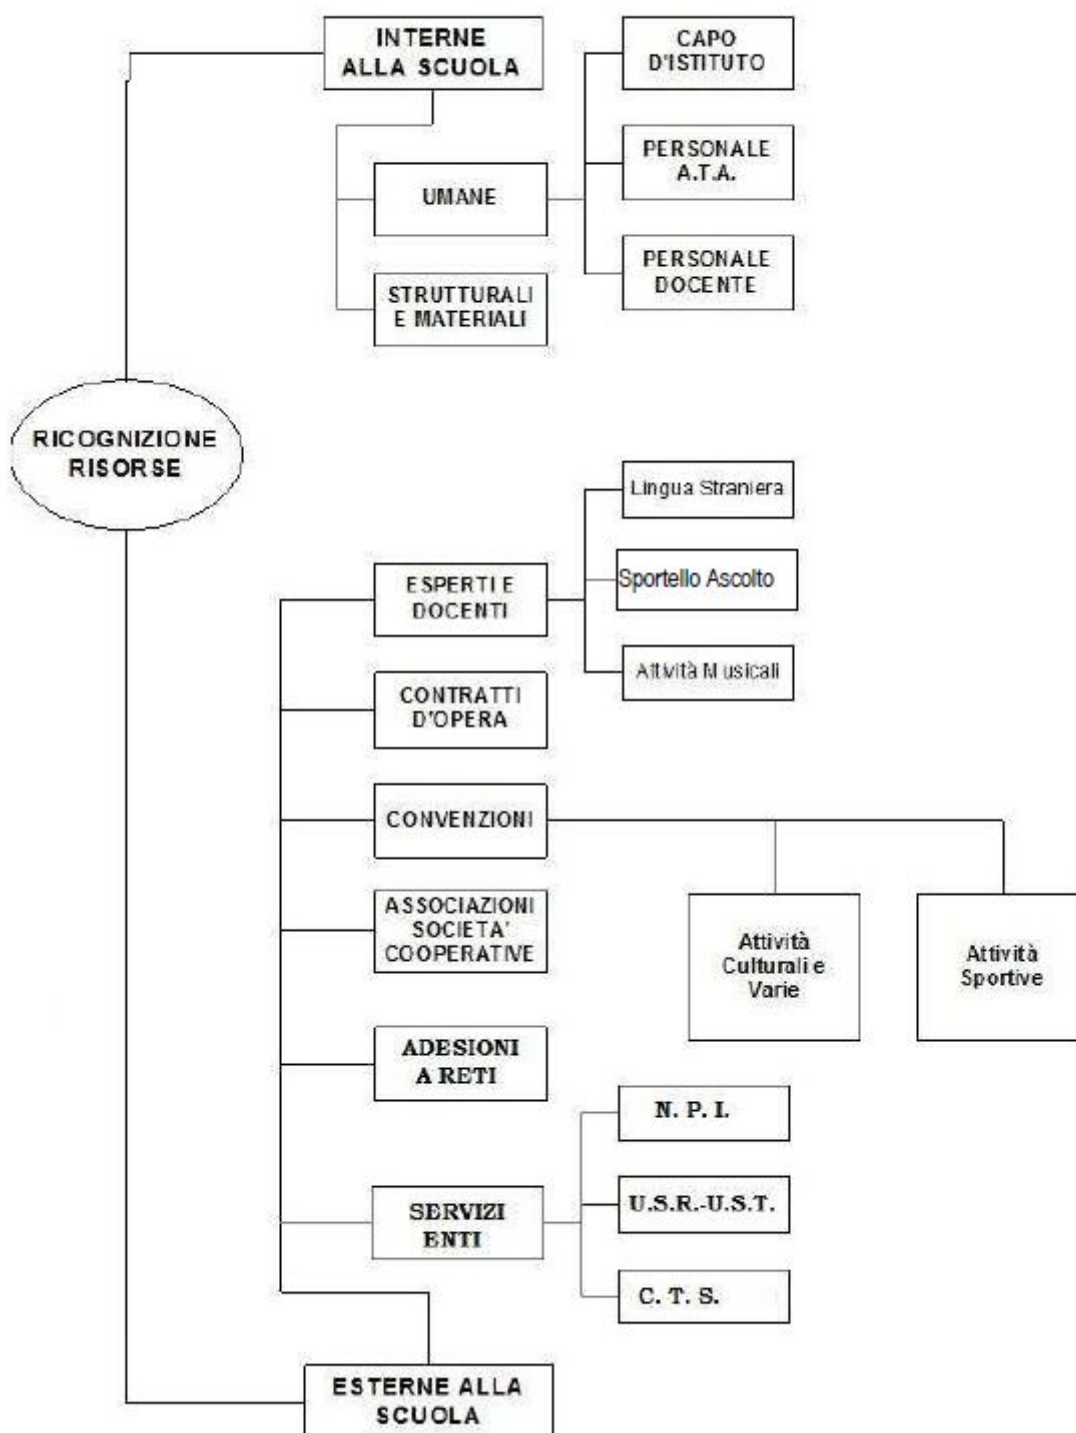 INTERNE
ALLA SCUOLA
CAPO
D'ISTITUTO
PERSONALE
A.T.A.
UMANE
PERSONALE
DOCENTE
STRUTTURALI
E MATERIALI
RICOGNIZIONE
RISORSE
Lingua Straniera
ESPERTI E
DOCENTI
Sportello Ascolto
Attività Musicali
CONTRATTI
D'OPERA
CONVENZIONI
ASSOCIAZIONI
SOCIETA'
COOPERATIVE
Attività
Culturali e
Varie
Attività
Sportive
ADESIONI
A RETI
N. P. I.
SERVIZI
ENTI
U.S.R.-U.S.T.
C. T. S.
ESTERNE ALLA
SCUOLA